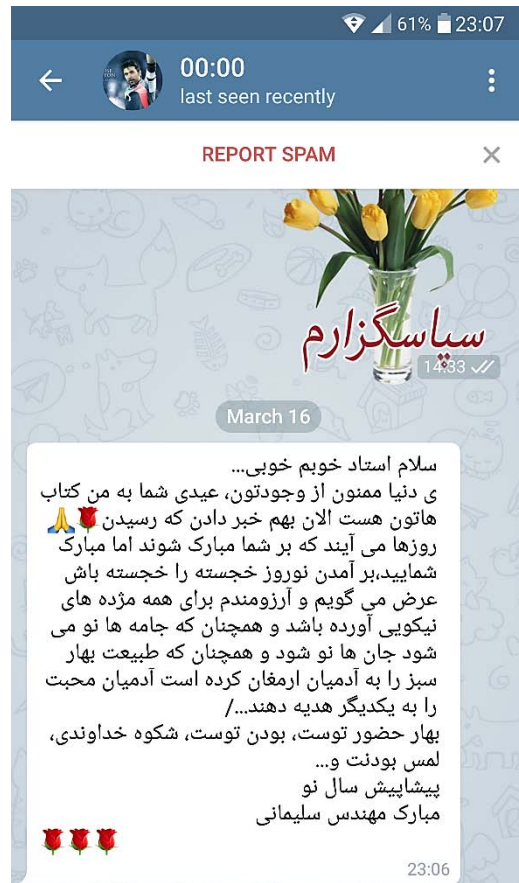 61% 23:07
00:00
last seen recently
REPORT SPAM
سپاسگزارم
14:33
March 16
سلام استاد خوبم خوبی...
ی دنیا ممنون از وجودتون، عیدی شما به من کتاب
هاتون هست الان بهم خبر دادن که رسیدن🌹🙏
روزها می آیند که بر شما مبارک شوند اما مبارک
شمایید،بر آمدن نوروز خجسته را خجسته باش
عرض می گویم و آرزومندم برای همه مژده های
نیکویی آورده باشد و همچنان که جامه ها نو می
شود جان ها نو شود و همچنان که طبیعت بهار
سبز را به آدمیان ارمغان کرده است آدمیان محبت
را به یکدیگر هدیه دهند.../
بهار حضور توست، بودن توست، شکوه خداوندی،
لمس بودنت و...
پیشاپیش سال نو
مبارک مهندس سلیمانی
🌹🌹🌹
23:06